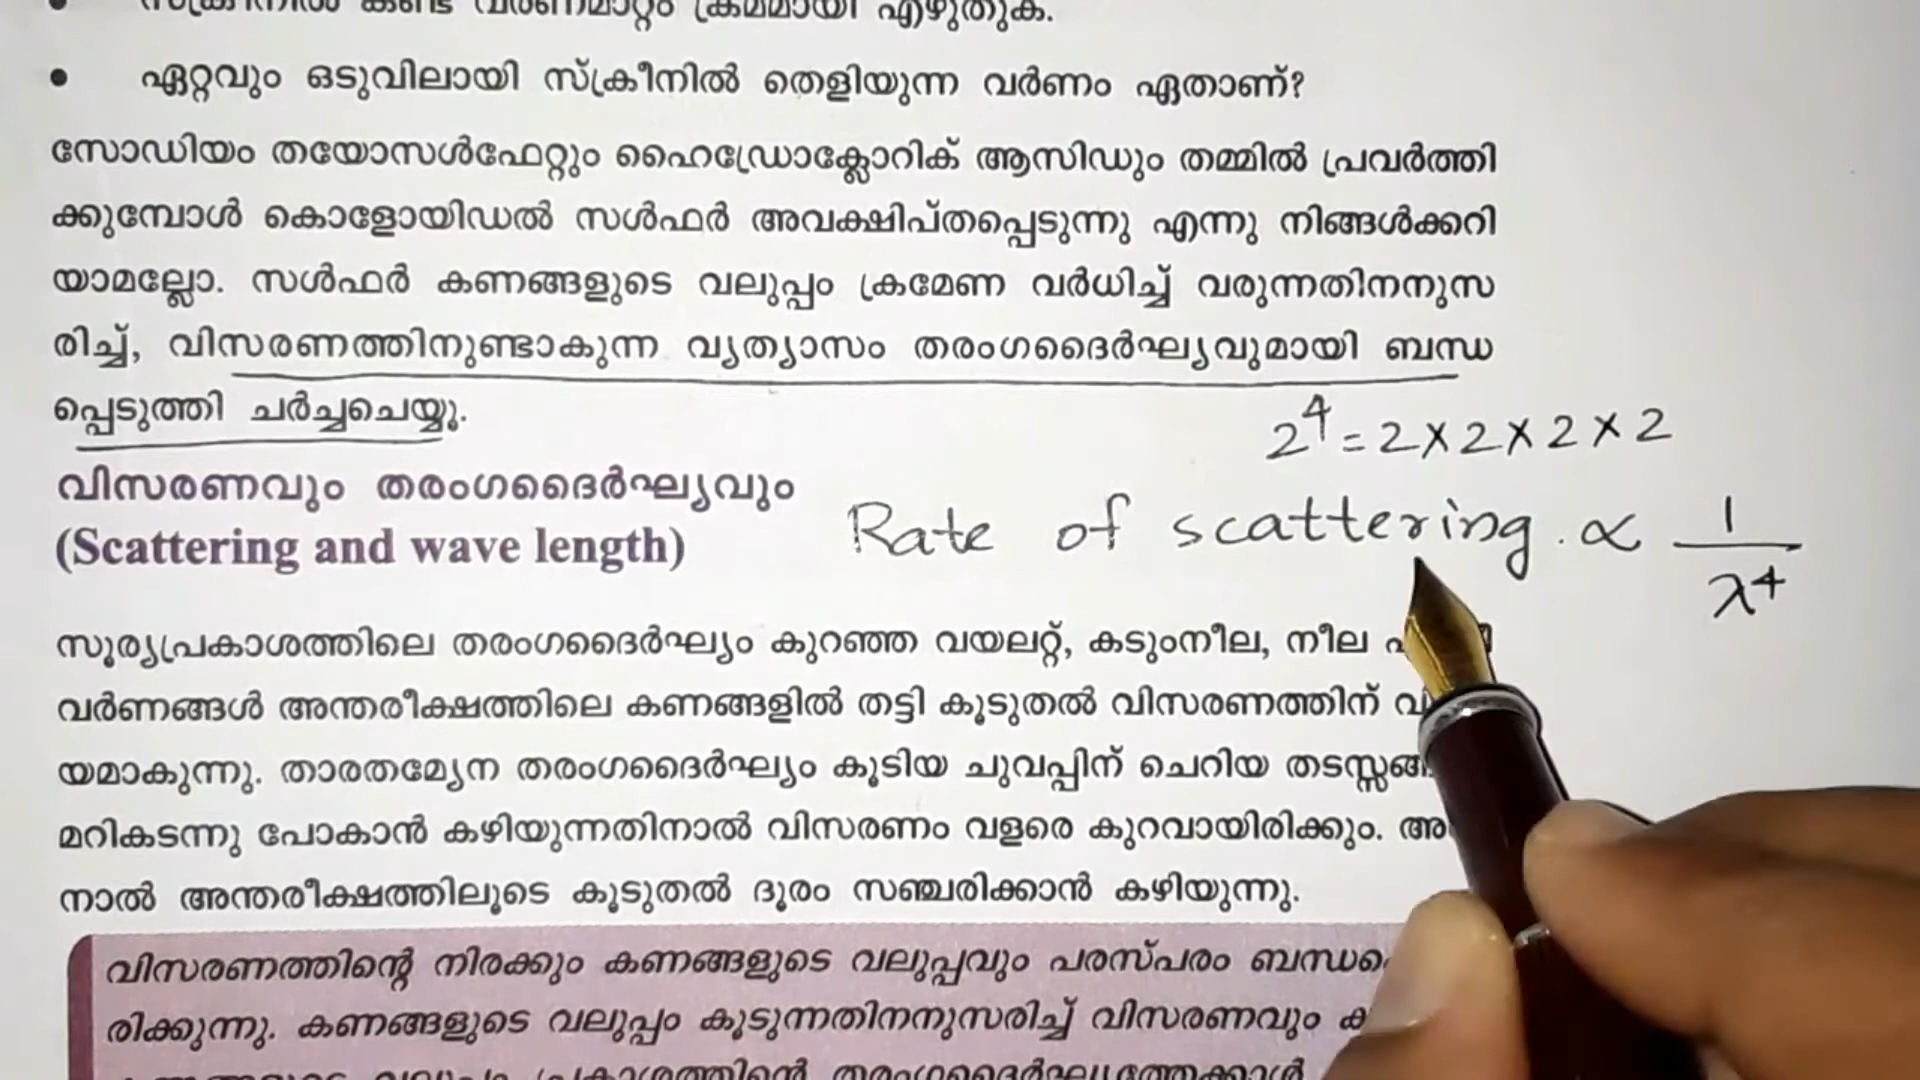 സ്ക്രീനിൽ കണ്ട വർണമാറ്റം ക്രമമായി എഴുതുക.
• ഏറ്റവും ഒടുവിലായി സ്ക്രീനിൽ തെളിയുന്ന വർണം ഏതാണ്?
സോഡിയം തയോസൾഫേറ്റും ഹൈഡ്രോക്ലോറിക് ആസിഡും തമ്മിൽ പ്രവർത്തി
ക്കുമ്പോൾ കൊളോയിഡൽ സൾഫർ അവക്ഷിപ്തപ്പെടുന്നു എന്നു നിങ്ങൾക്കറി
യാമല്ലോ. സൾഫർ കണങ്ങളുടെ വലുപ്പം ക്രമേണ വർധിച്ച് വരുന്നതിനനുസ
രിച്ച്, വിസരണത്തിനുണ്ടാകുന്ന വ്യത്യാസം തരംഗദൈർഘ്യവുമായി ബന്ധ
പ്പെടുത്തി ചർച്ചചെയ്യൂ.
2⁴ = 2 × 2 × 2 × 2
വിസരണവും തരംഗദൈർഘ്യവും
(Scattering and wave length)
Rate of scattering. ∝ 1/λ⁴
സൂര്യപ്രകാശത്തിലെ തരംഗദൈർഘ്യം കുറഞ്ഞ വയലറ്റ്, കടുംനീല, നീല
വർണങ്ങൾ അന്തരീക്ഷത്തിലെ കണങ്ങളിൽ തട്ടി കൂടുതൽ വിസരണത്തിന്
യമാകുന്നു. താരതമ്യേന തരംഗദൈർഘ്യം കൂടിയ ചുവപ്പിന് ചെറിയ
മറികടന്നു പോകാൻ കഴിയുന്നതിനാൽ വിസരണം വളരെ കുറവായിരിക്കും.
നാൽ അന്തരീക്ഷത്തിലൂടെ കൂടുതൽ ദൂരം സഞ്ചരിക്കാൻ കഴിയുന്നു.
വിസരണത്തിന്റെ നിരക്കും കണങ്ങളുടെ വലുപ്പവും പരസ്പരം
രിക്കുന്നു. കണങ്ങളുടെ വലുപ്പം കൂടുന്നതിനനുസരിച്ച് വിസരണവും